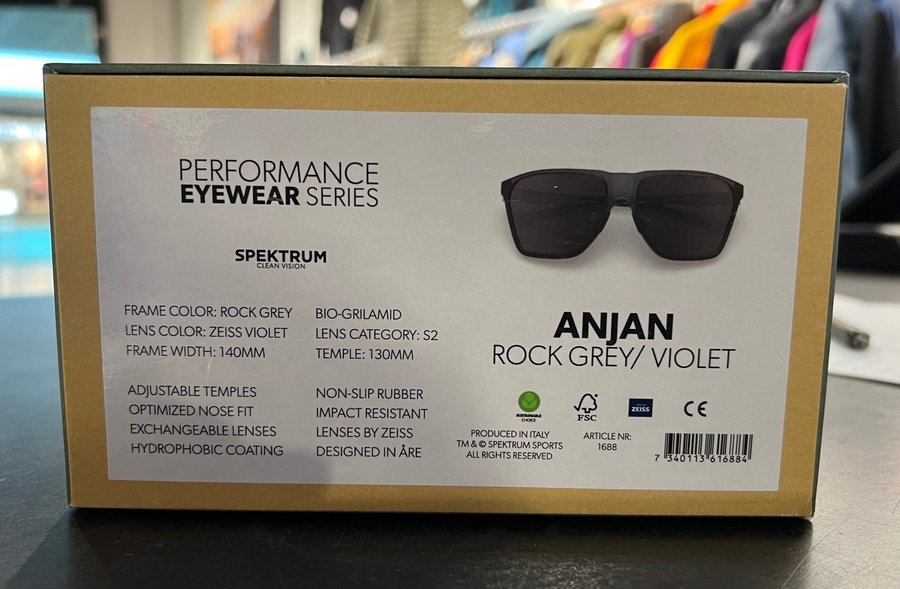 PERFORMANCE
EYEWEAR SERIES
SPEKTRUM
CLEAN VISION
FRAME COLOR: ROCK GREY
LENS COLOR: ZEISS VIOLET
FRAME WIDTH: 140MM
BIO-GRILAMID
LENS CATEGORY: S2
TEMPLE: 130MM
ADJUSTABLE TEMPLES
OPTIMIZED NOSE FIT
EXCHANGEABLE LENSES
HYDROPHOBIC COATING
NON-SLIP RUBBER
IMPACT RESISTANT
LENSES BY ZEISS
DESIGNED IN ÅRE
ANJAN
ROCK GREY/ VIOLET
SUSTAINABLE
CHOICE
FSC
ZEISS
CE
PRODUCED IN ITALY
TM & © SPEKTRUM SPORTS
ALL RIGHTS RESERVED
ARTICLE NR:
1688
7 340113 616884